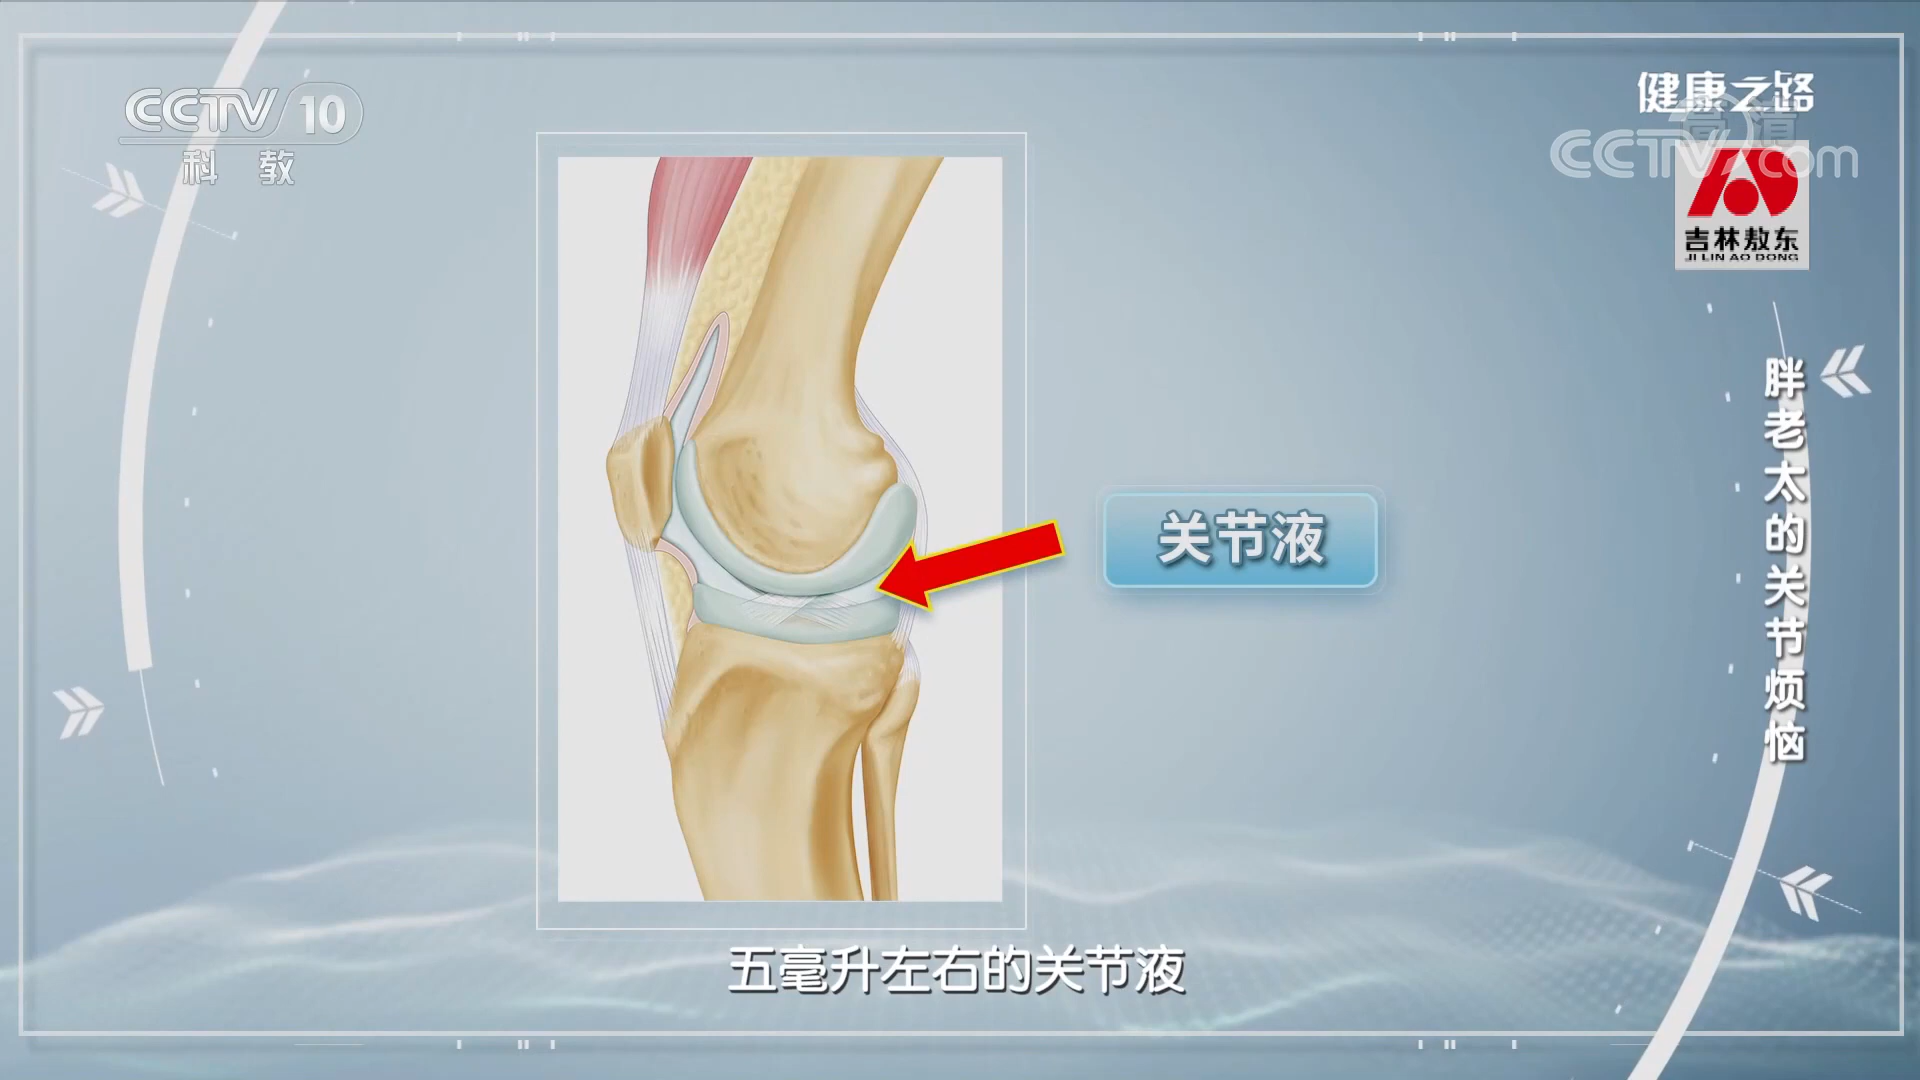 CCTV 10
科 教
健康之路
高清
CCTV.com
吉林敖东
JI LIN AO DONG
关节液
胖老太的关节烦恼
五毫升左右的关节液